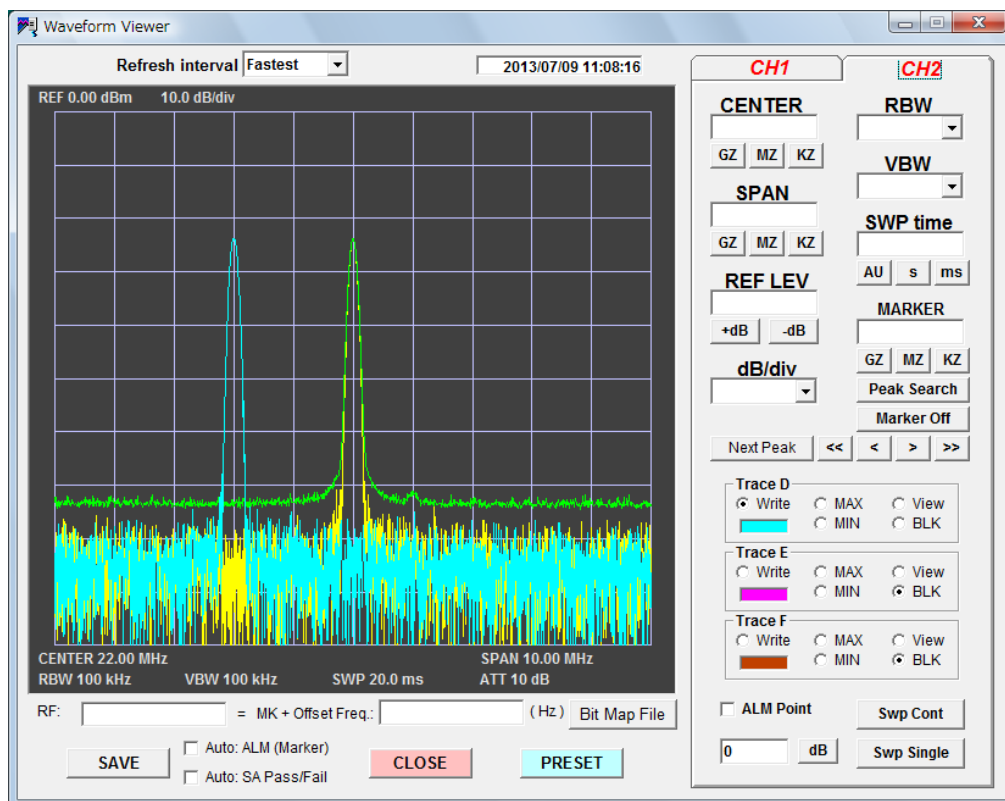 Waveform Viewer
Refresh interval Fastest
2013/07/09 11:08:16
REF 0.00 dBm 10.0 dB/div
CENTER 22.00 MHz SPAN 10.00 MHz
RBW 100 kHz VBW 100 kHz SWP 20.0 ms ATT 10 dB
RF: = MK + Offset Freq.: (Hz) Bit Map File
SAVE
Auto: ALM (Marker)
Auto: SA Pass/Fail
CLOSE
PRESET
CH1 CH2
CENTER
GZ MZ KZ
SPAN
GZ MZ KZ
REF LEV
+dB -dB
dB/div
RBW
VBW
SWP time
AU s ms
MARKER
GZ MZ KZ
Peak Search
Marker Off
Next Peak << < > >>
Trace D
Write MAX View
MIN BLK
Trace E
Write MAX View
MIN BLK
Trace F
Write MAX View
MIN BLK
ALM Point Swp Cont
0 dB Swp Single